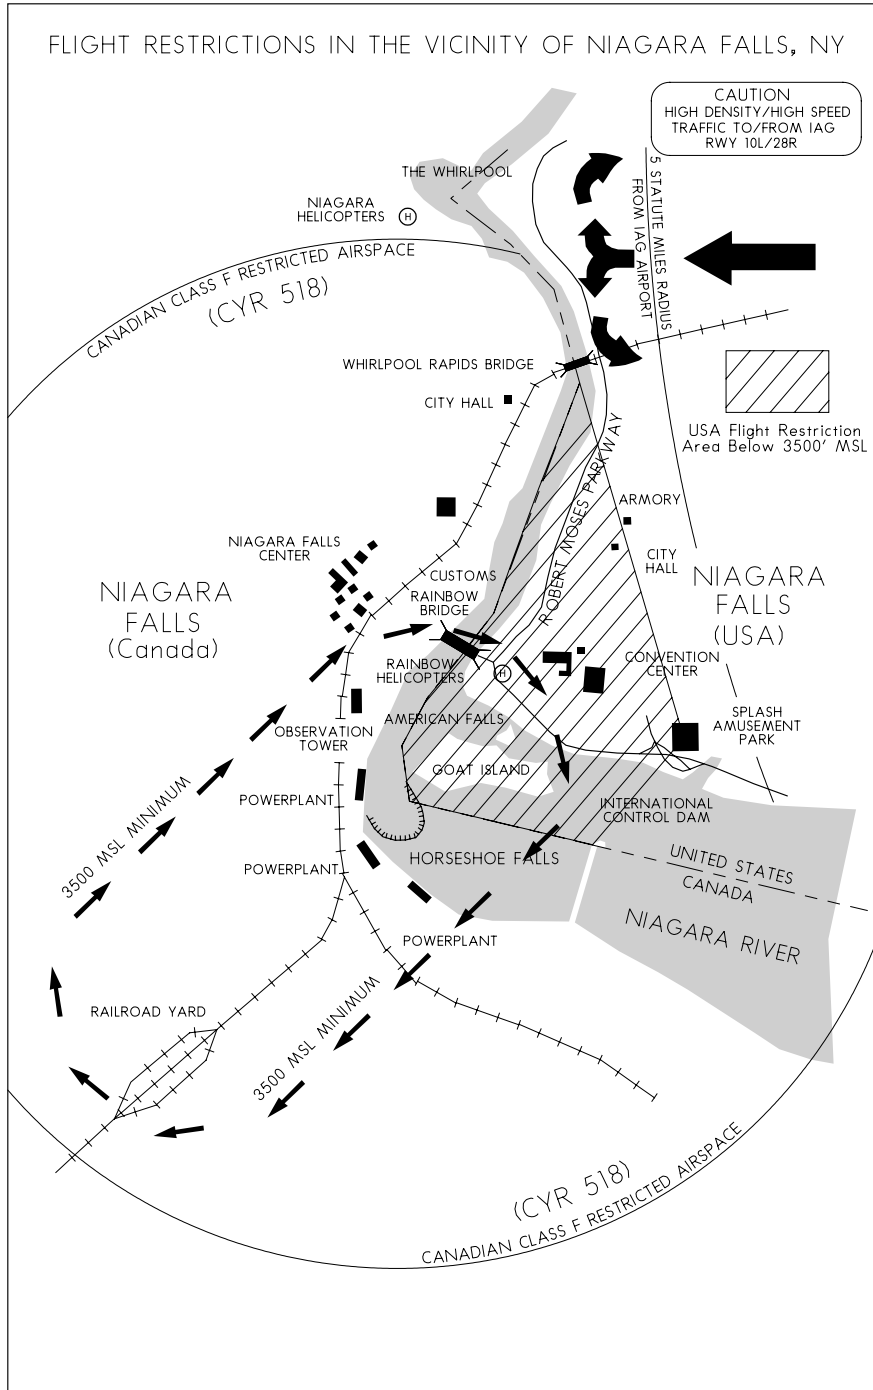 FLIGHT RESTRICTIONS IN THE VICINITY OF NIAGARA FALLS, NY
CAUTION
HIGH DENSITY/HIGH SPEED
TRAFFIC TO/FROM IAG
RWY 10L/28R
THE WHIRLPOOL
NIAGARA
HELICOPTERS
H
5 STATUTE MILES RADIUS
FROM IAG AIRPORT
CANADIAN CLASS F RESTRICTED AIRSPACE
(CYR 518)
WHIRLPOOL RAPIDS BRIDGE
CITY HALL
USA Flight Restriction
Area Below 3500' MSL
ROBERT MOSES PARKWAY
ARMORY
CITY
HALL
NIAGARA FALLS
CENTER
NIAGARA
FALLS
(Canada)
CUSTOMS
RAINBOW
BRIDGE
NIAGARA
FALLS
(USA)
RAINBOW
HELICOPTERS
H
CONVENTION
CENTER
AMERICAN FALLS
OBSERVATION
TOWER
SPLASH
AMUSEMENT
PARK
GOAT ISLAND
POWERPLANT
INTERNATIONAL
CONTROL DAM
3500 MSL MINIMUM
HORSESHOE FALLS
POWERPLANT
UNITED STATES
CANADA
NIAGARA RIVER
POWERPLANT
RAILROAD YARD
3500 MSL MINIMUM
(CYR 518)
CANADIAN CLASS F RESTRICTED AIRSPACE